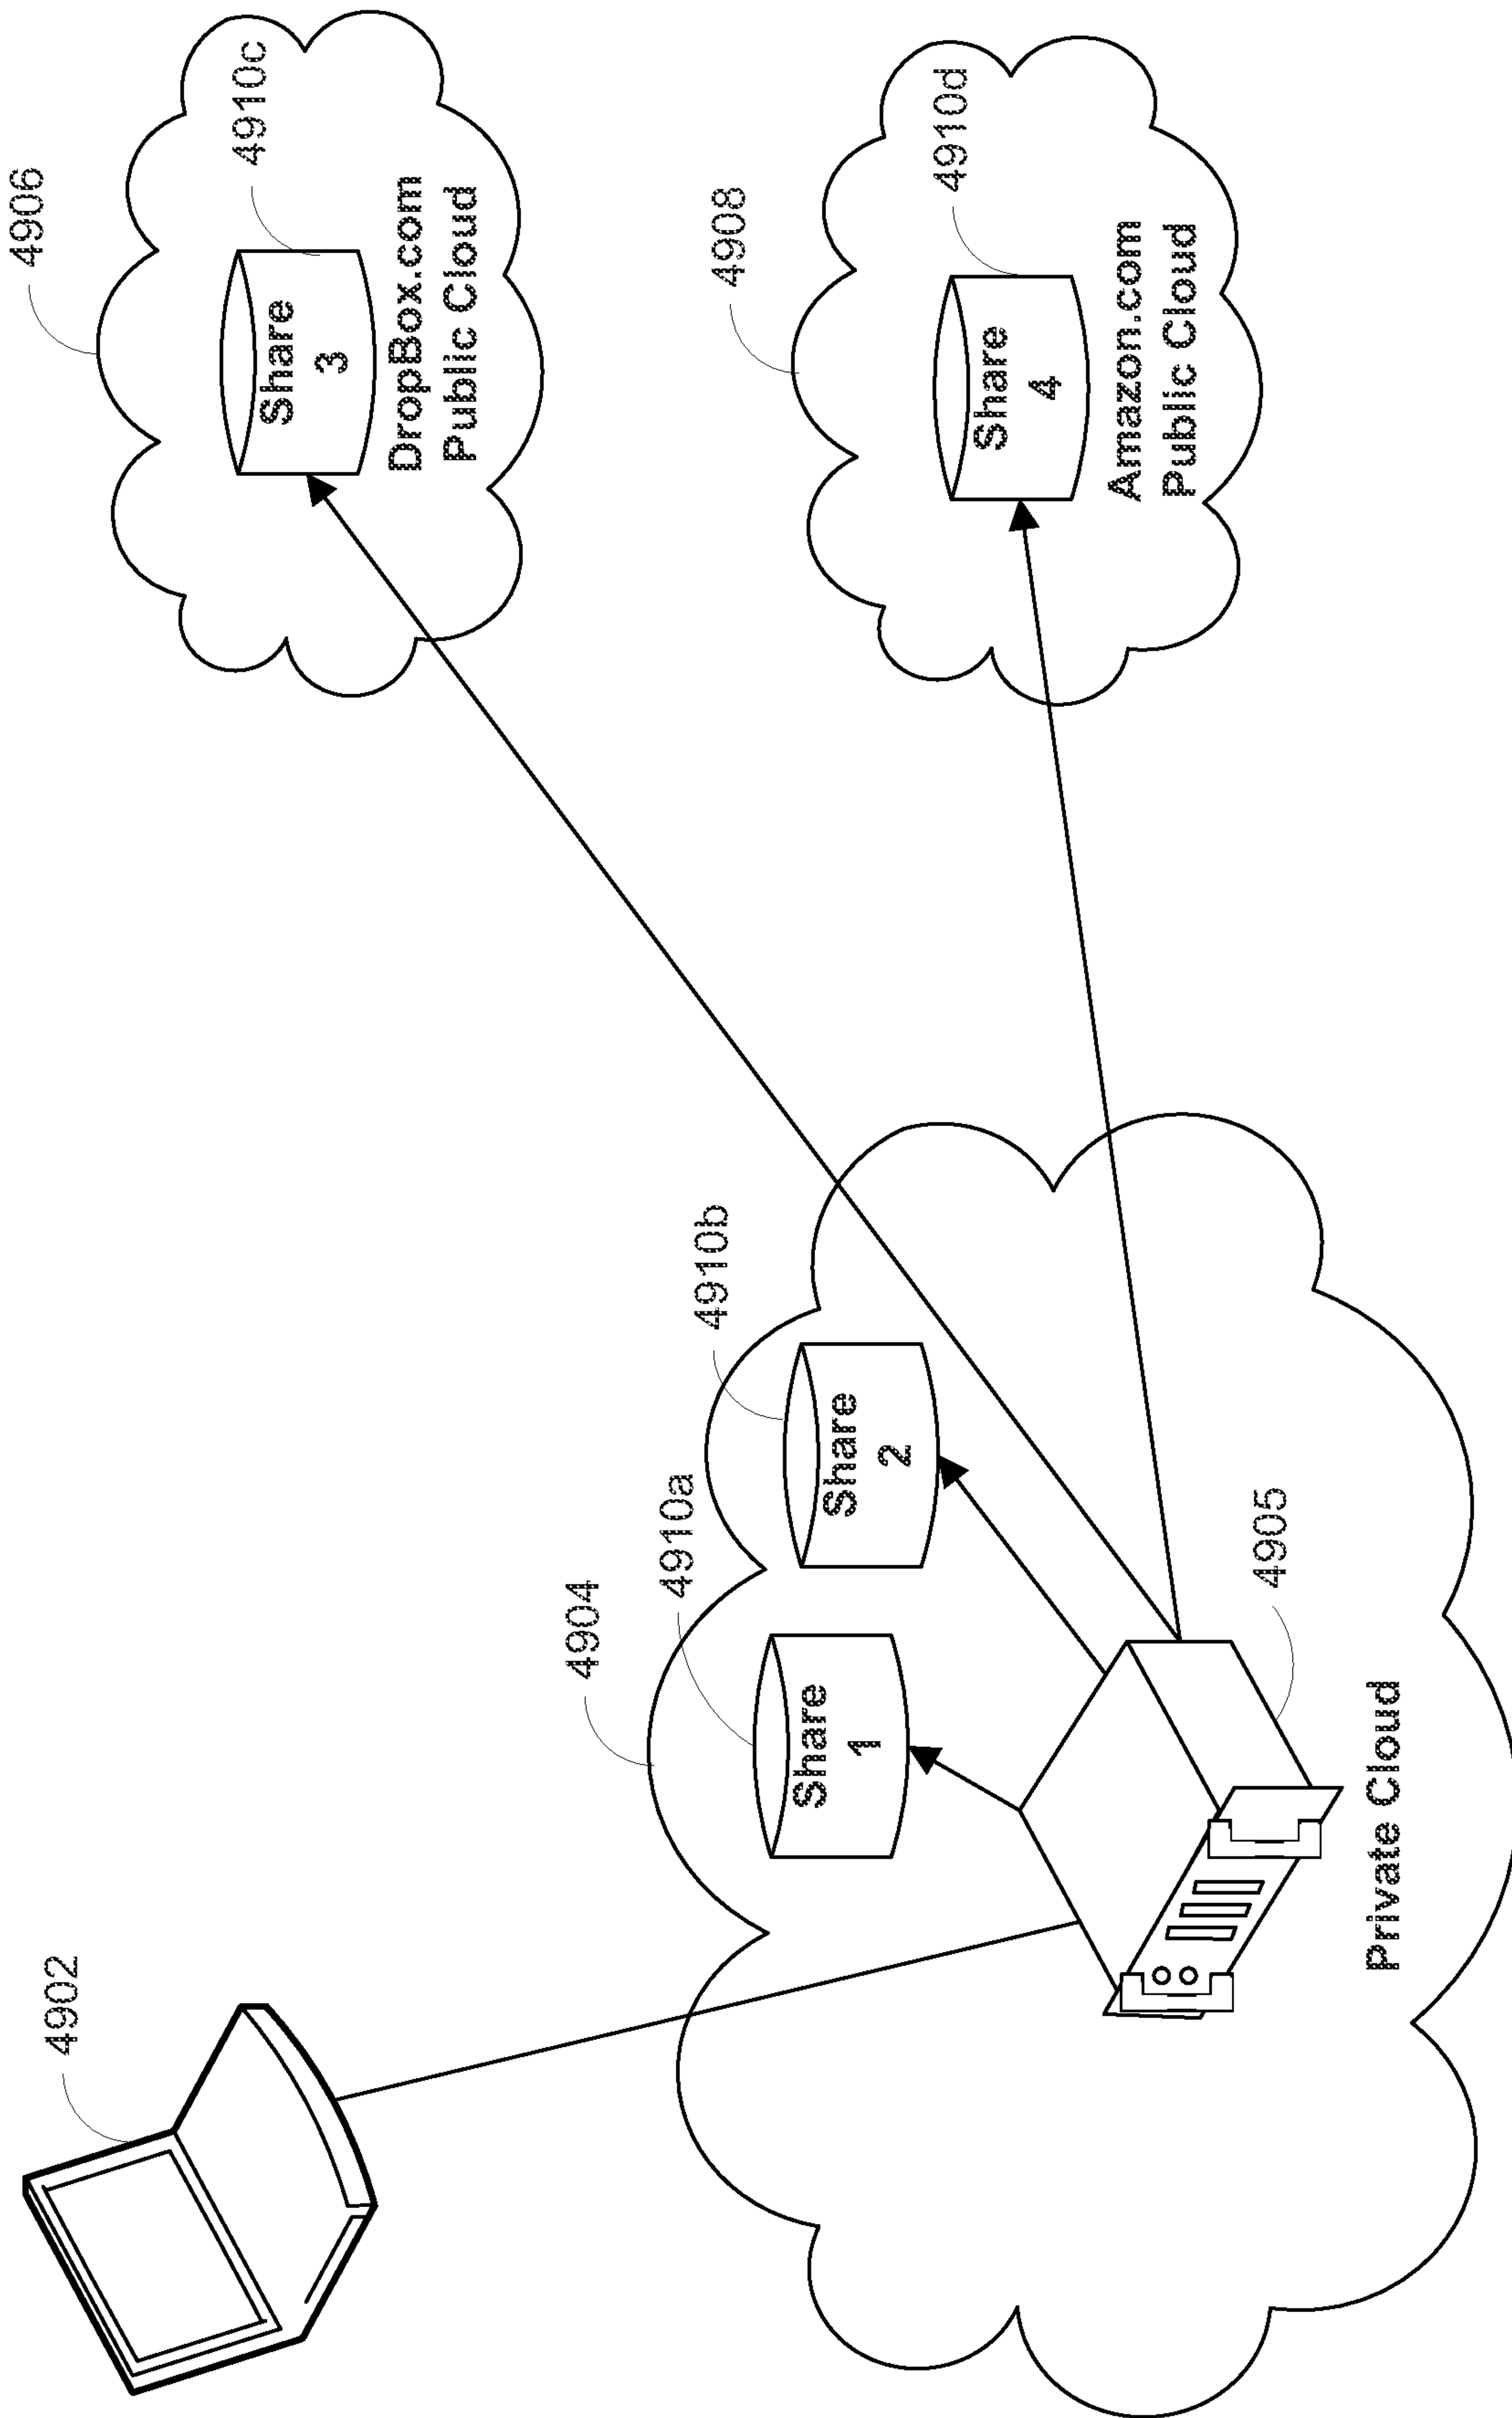 4906
4902
4910c
Share
3
DropBox.com
Public Cloud
4904
4910a
4910b
4908
Share
1
Share
2
4910d
Share
4
Amazon.com
Public Cloud
4905
Private Cloud